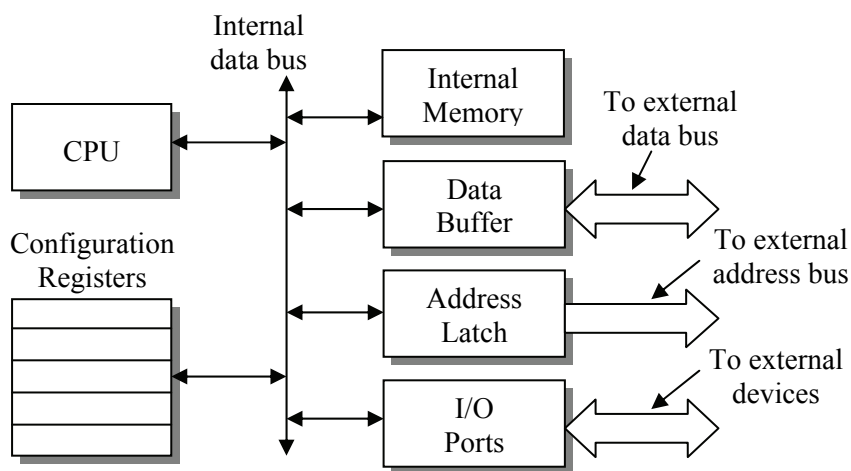 Internal
data bus
Internal
Memory
To external
data bus
CPU
Data
Buffer
Configuration
Registers
To external
address bus
Address
Latch
To external
devices
I/O
Ports